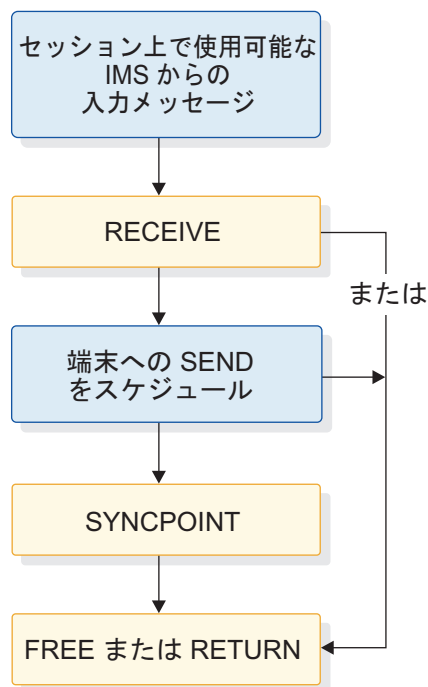 セッション上で使用可能な
IMS からの
入力メッセージ
RECEIVE
または
端末への SEND
をスケジュール
SYNCPOINT
FREE または RETURN